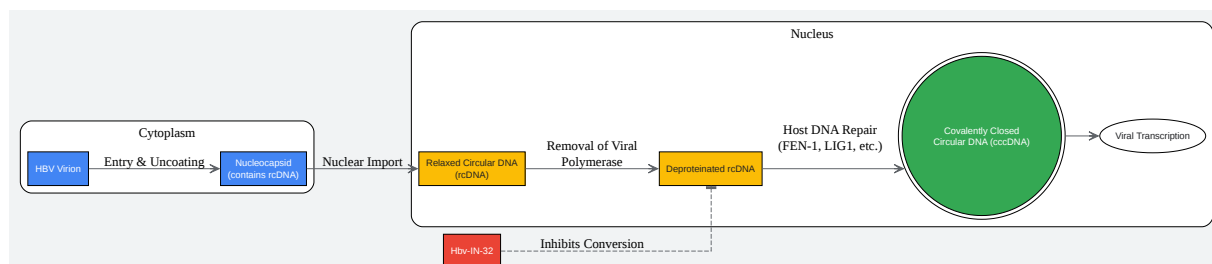 Nucleus
Cytoplasm
HBV Virion
Entry & Uncoating
Nucleocapsid
(contains rcDNA)
Nuclear Import
Relaxed Circular DNA
(rcDNA)
Removal of Viral
Polymerase
Deproteinated rcDNA
Host DNA Repair
(FEN-1, LIG1, etc.)
Covalently Closed
Circular DNA (cccDNA)
Viral Transcription
Hbv-IN-32
Inhibits Conversion